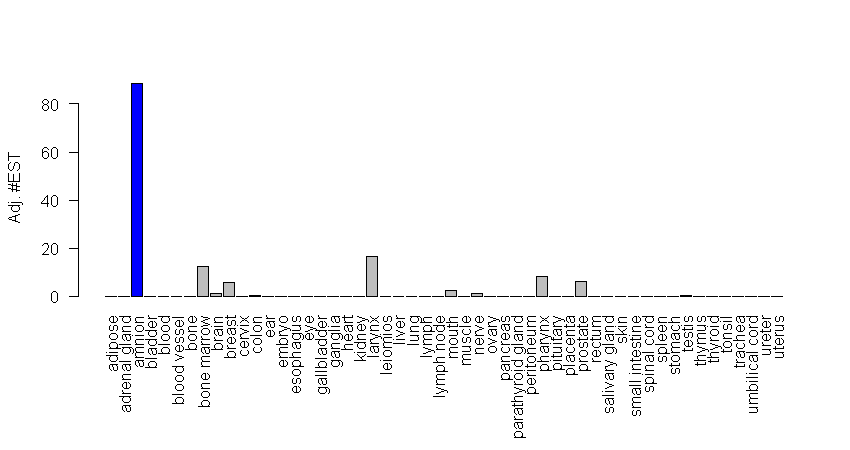 Adj. #EST
80
60
40
20
0
adipose
adrenal gland
amnion
bladder
blood
blood vessel
bone
bone marrow
brain
breast
cervix
colon
ear
embryo
esophagus
eye
gallbladder
ganglia
heart
kidney
larynx
leiomios
liver
lung
lymph
lymph node
mouth
muscle
nerve
ovary
pancreas
parathyroid gland
peritoneum
pharynx
pituitary
placenta
prostate
rectum
salivary gland
skin
small intestine
spinal cord
spleen
stomach
testis
thymus
thyroid
tonsil
trachea
umbilical cord
ureter
uterus